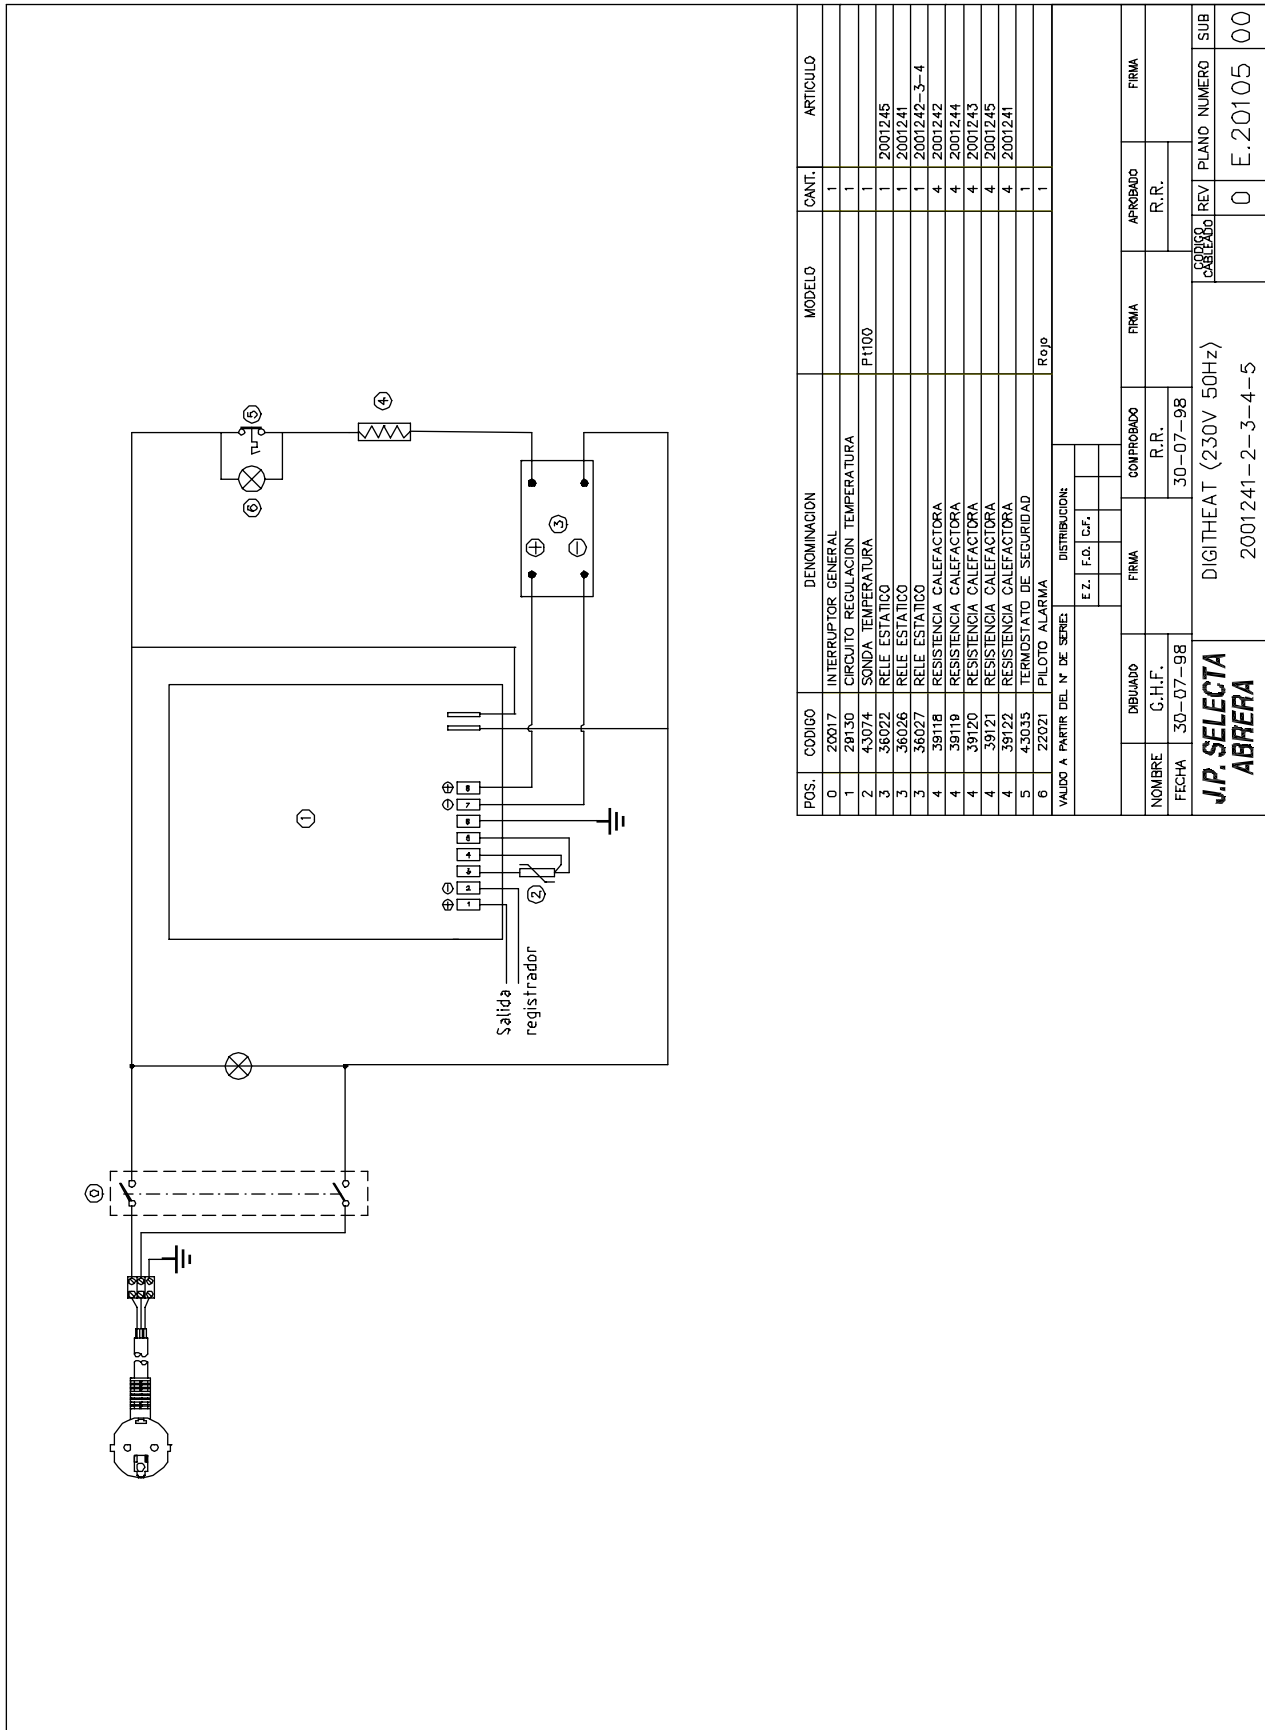 0
1
2
3
4
5
6
1
2
3
4
7
8
Salida
registrador
POS. CODIGO DENOMINACION MODELO CANT. ARTICULO
0 20017 INTERRUPTOR GENERAL 1
1 29130 CIRCUITO REGULACION TEMPERATURA 1
2 43074 SONDA TEMPERATURA Pt100 1
3 36022 RELE ESTATICO 1 2001245
3 36026 RELE ESTATICO 1 2001241
3 36027 RELE ESTATICO 1 2001242-3-4
4 39118 RESISTENCIA CALEFACTORA 4 2001242
4 39119 RESISTENCIA CALEFACTORA 4 2001244
4 39120 RESISTENCIA CALEFACTORA 4 2001243
4 39121 RESISTENCIA CALEFACTORA 4 2001245
4 39122 RESISTENCIA CALEFACTORA 4 2001241
5 43035 TERMOSTATO DE SEGURIDAD 1
6 22021 PILOTO ALARMA Rojo 1
VALIDO A PARTIR DEL Nº DE SERIE: DISTRIBUCION:
E Z. F.O. C.F.
DIBUJADO FIRMA COMPROBADO FIRMA APROBADO FIRMA
NOMBRE C.H.F. R.R. R.R.
FECHA 30-07-98 30-07-98
J.P. SELECTA
ABRERA
DIGITHEAT (230V 50Hz)
2001241-2-3-4-5
CODIGO
CABLEADO
REV PLANO NUMERO SUB
0 E.20105 00